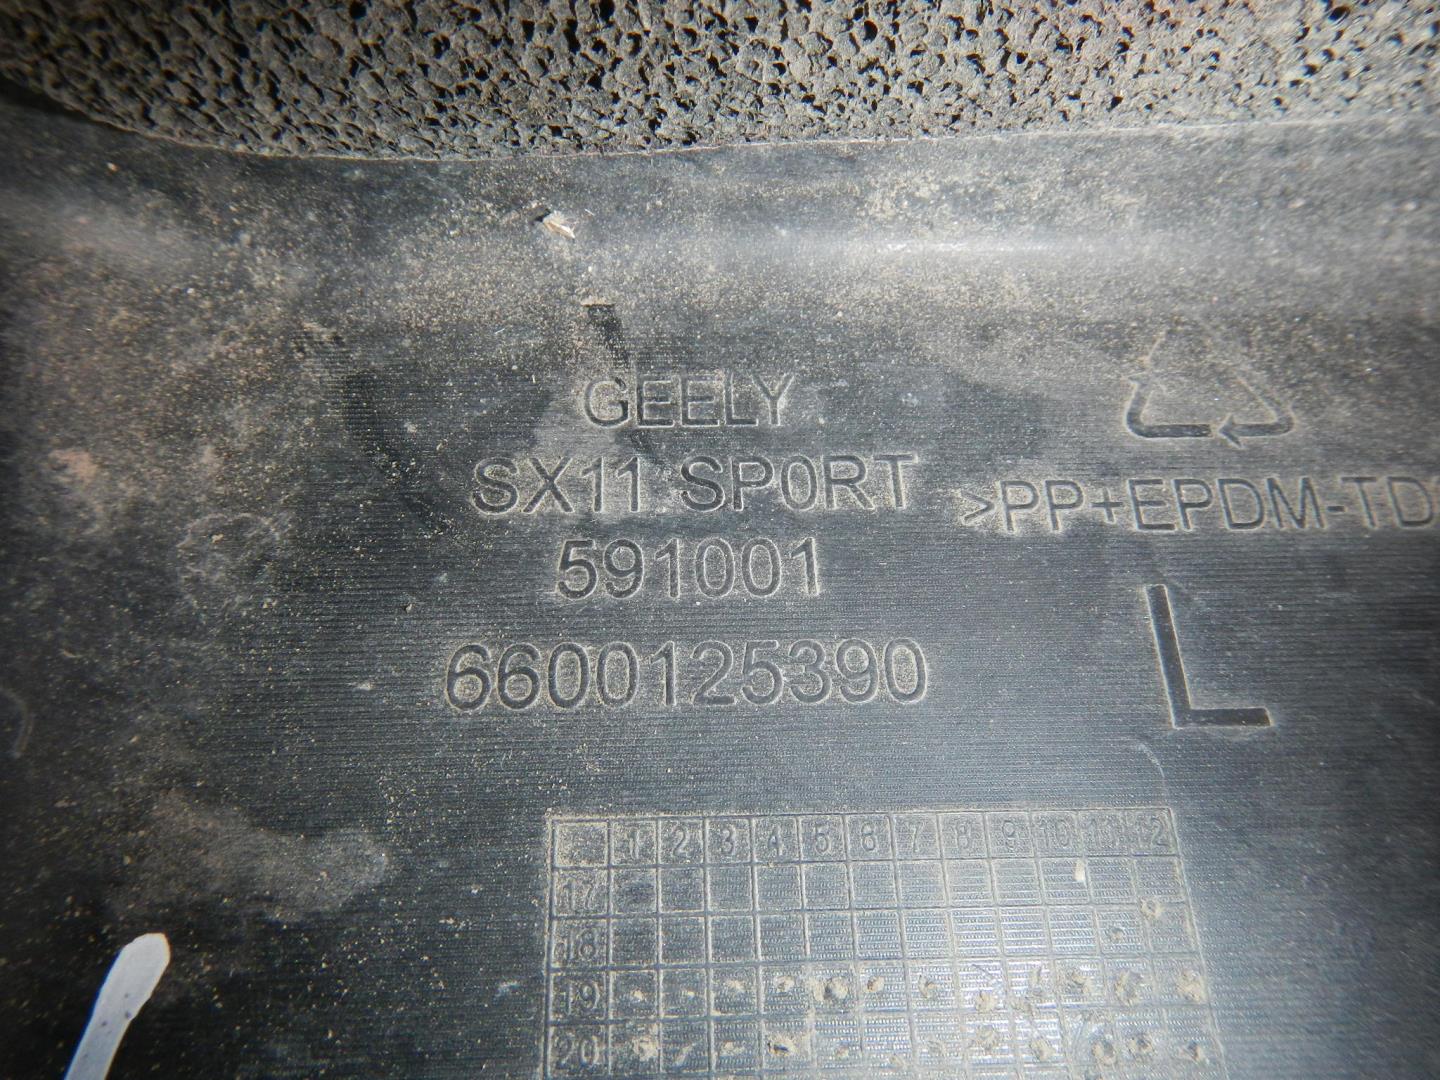 GEELY
SX11 SP0RT
>PP+EPDM-TD
591001
6600125390
L
1 2 3 4 5 6 7 8 9 10 11 12
17
18
19
20